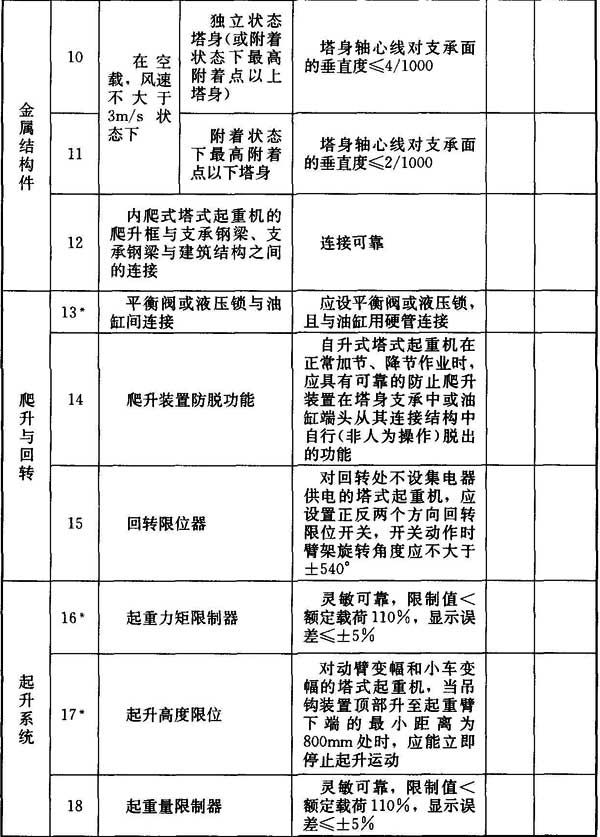 金属结构件
10
在空
载，风速
不大于
3m/s 状
态下
独立状态
塔身(或附着
状态下最高
附着点以上
塔身)
塔身轴心线对支承面
的垂直度≤4/1000
11
附着状态
下最高附着
点以下塔身
塔身轴心线对支承面
的垂直度≤2/1000
12
内爬式塔式起重机的
爬升框与支承钢梁、支
承钢梁与建筑结构之间
的连接
连接可靠
爬升与回转
13*
平衡阀或液压锁与油
缸间连接
应设平衡阀或液压锁，
且与油缸用硬管连接
14
爬升装置防脱功能
自升式塔式起重机在
正常加节、降节作业时，
应具有可靠的防止爬升
装置在塔身支承中或油
缸端头从其连接结构中
自行(非人为操作)脱出
的功能
15
回转限位器
对回转处不设集电器
供电的塔式起重机，应
设置正反两个方向回转
限位开关，开关动作时
臂架旋转角度应不大于
±540°
起升系统
16*
起重力矩限制器
灵敏可靠，限制值<
额定载荷110%，显示误
差≤±5%
17*
起升高度限位
对动臂变幅和小车变
幅的塔式起重机，当吊
钩装置顶部升至起重臂
下端的最小距离为
800mm 处时，应能立即
停止起升运动
18
起重量限制器
灵敏可靠，限制值<
额定载荷110%，显示误
差≤±5%